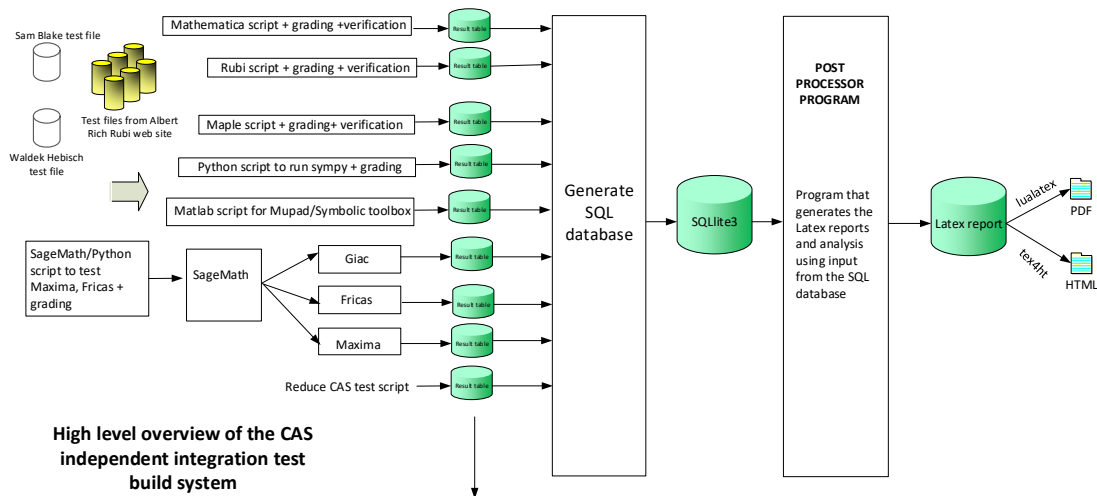 Sam Blake test file
Test files from Albert
Rich Rubi web site
Waldek Hebisch
test file
Mathematica script + grading +verification
Result table
Rubi script + grading + verification
Result table
Maple script + grading+ verification
Result table
Python script to run sympy + grading
Result table
Matlab script for Mupad/Symbolic toolbox
Result table
SageMath/Python
script to test
Maxima, Fricas +
grading
SageMath
Giac
Result table
Fricas
Result table
Maxima
Result table
Reduce CAS test script
Result table
High level overview of the CAS
independent integration test
build system
Generate
SQL
database
SQLlite3
POST
PROCESSOR
PROGRAM
Program that
generates the
Latex reports
and analysis
using input
from the SQL
database
Latex report
lualatex
PDF
tex4ht
HTML